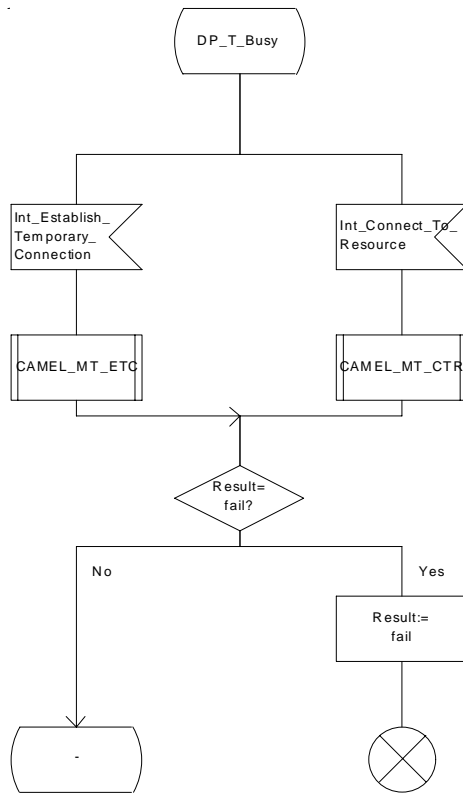 DP_T_Busy
Int_Establish_
Temporary_
Connection
Int_Connect_To_
Resource
CAMEL_MT_ETC
CAMEL_MT_CTR
Result=
fail?
No
Yes
Result:=
fail
-